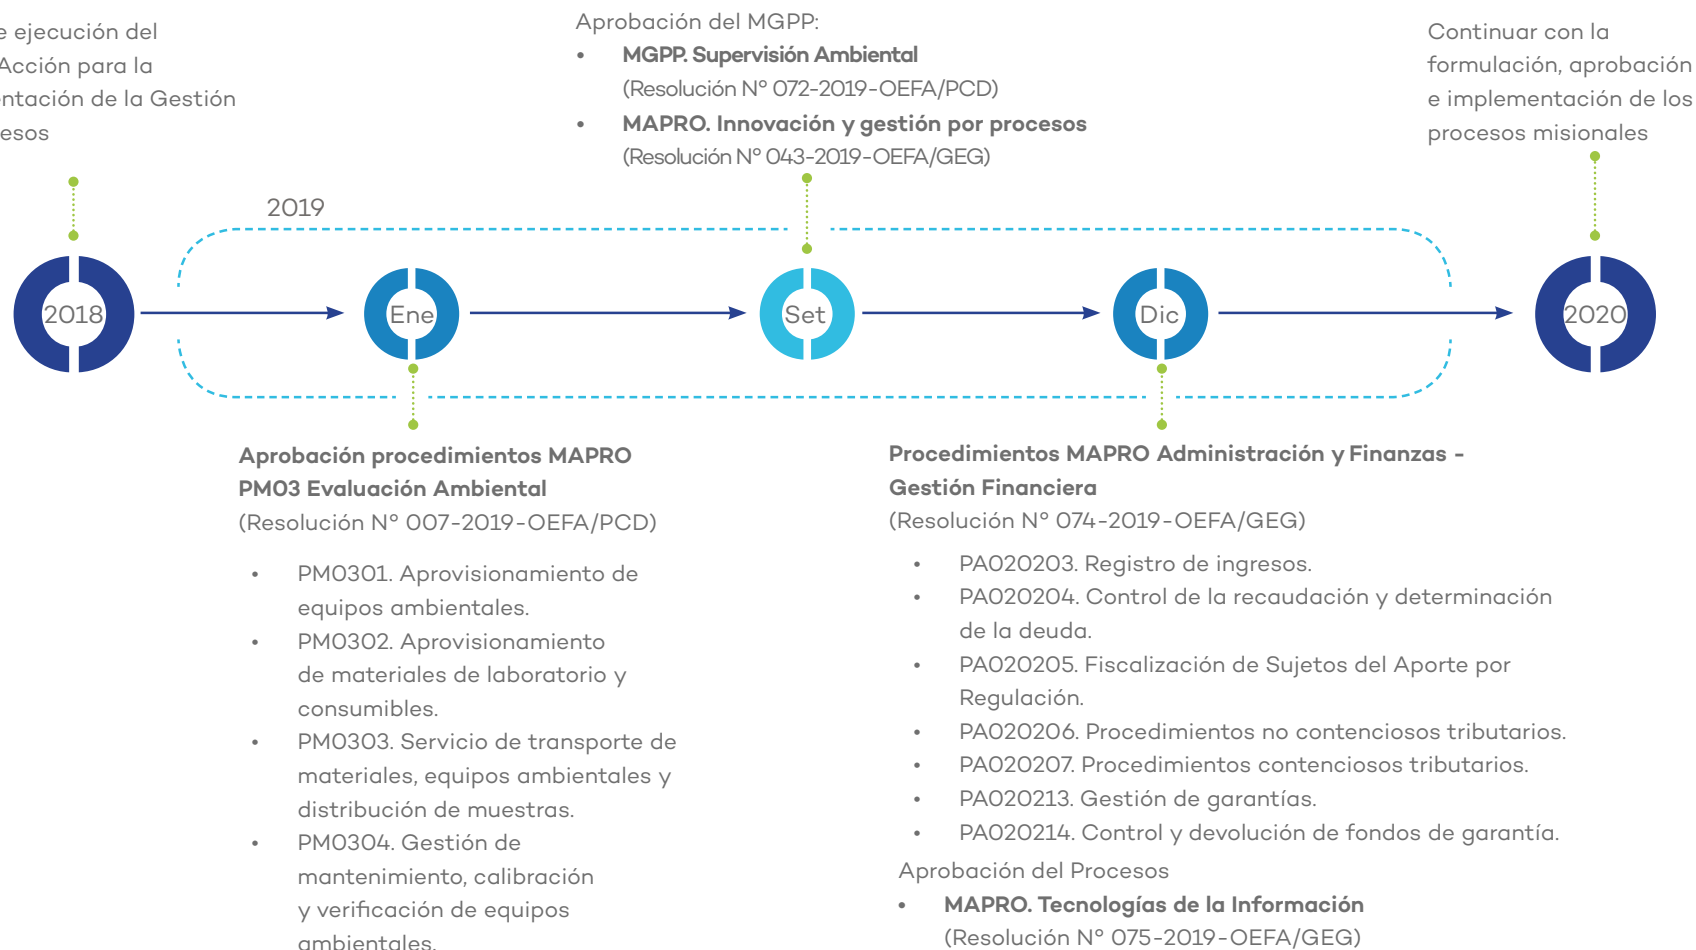 e ejecución del
Acción para la
entación de la Gestión
esos
Aprobación del MGPP:
• MGPP. Supervisión Ambiental
(Resolución N° 072-2019-OEFA/PCD)
• MAPRO. Innovación y gestión por procesos
(Resolución N° 043-2019-OEFA/GEG)
Continuar con la
formulación, aprobación
e implementación de los
procesos misionales
2019
2018
Ene
Set
Dic
2020
Aprobación procedimientos MAPRO
PM03 Evaluación Ambiental
(Resolución N° 007-2019-OEFA/PCD)
• PM0301. Aprovisionamiento de
equipos ambientales.
• PM0302. Aprovisionamiento
de materiales de laboratorio y
consumibles.
• PM0303. Servicio de transporte de
materiales, equipos ambientales y
distribución de muestras.
• PM0304. Gestión de
mantenimiento, calibración
y verificación de equipos
ambientales.
Procedimientos MAPRO Administración y Finanzas -
Gestión Financiera
(Resolución N° 074-2019-OEFA/GEG)
• PA020203. Registro de ingresos.
• PA020204. Control de la recaudación y determinación
de la deuda.
• PA020205. Fiscalización de Sujetos del Aporte por
Regulación.
• PA020206. Procedimientos no contenciosos tributarios.
• PA020207. Procedimientos contenciosos tributarios.
• PA020213. Gestión de garantías.
• PA020214. Control y devolución de fondos de garantía.
Aprobación del Procesos
• MAPRO. Tecnologías de la Información
(Resolución N° 075-2019-OEFA/GEG)